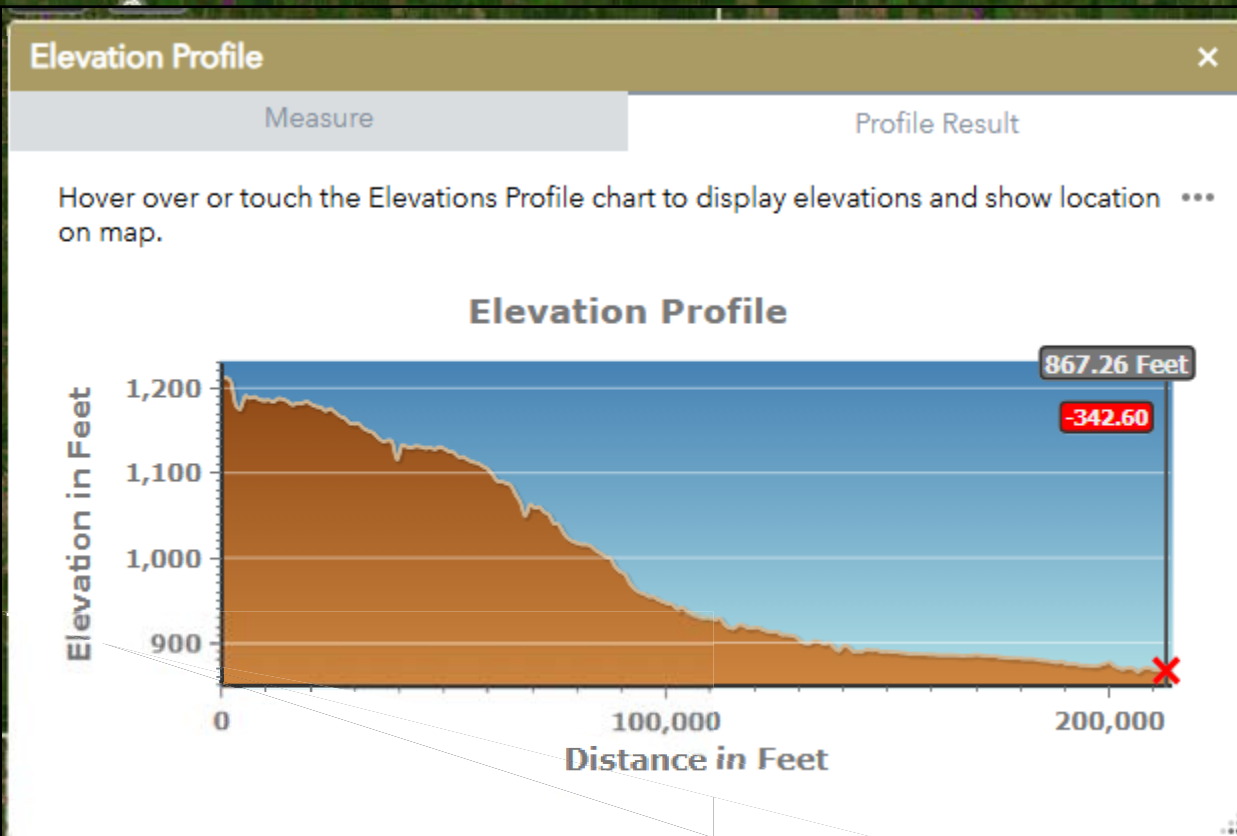 Elevation Profile ×
Measure
Profile Result
Hover over or touch the Elevations Profile chart to display elevations and show location
on map.
Elevation Profile
867.26 Feet
-342.60
Elevation in Feet
1,200
1,100
1,000
900
0
100,000
200,000
Distance in Feet